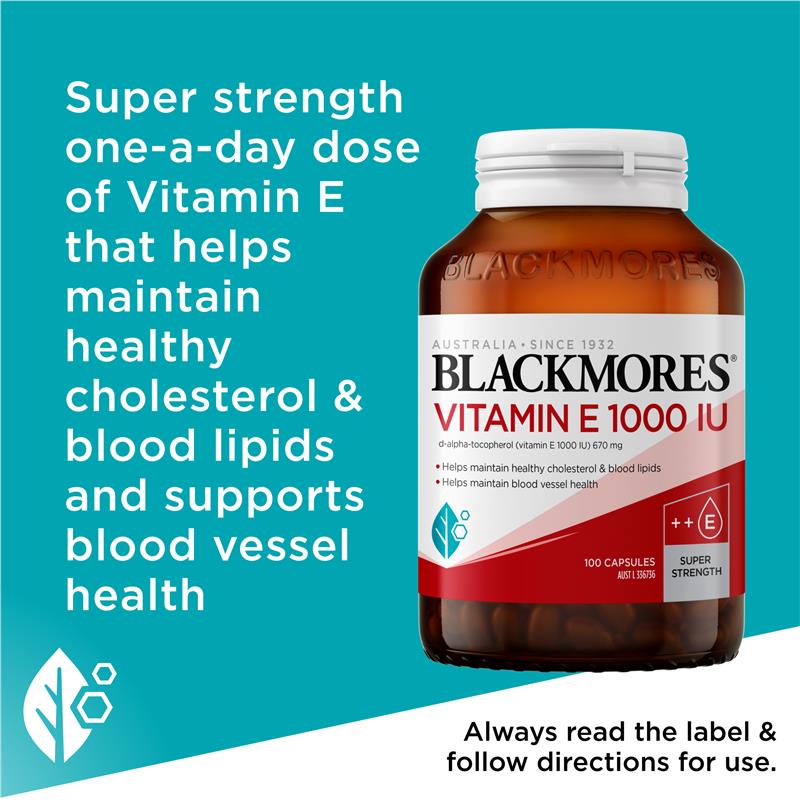 Super strength
one-a-day dose
of Vitamin E
that helps
maintain
healthy
cholesterol &
blood lipids
and supports
blood vessel
health
BLACKMORES
AUSTRALIA • SINCE 1932
BLACKMORES®
VITAMIN E 1000 IU
d-alpha-tocopherol (vitamin E 1000 IU) 670 mg
• Helps maintain healthy cholesterol & blood lipids
• Helps maintain blood vessel health
++ E
100 CAPSULES
AUST L 336736
SUPER
STRENGTH
Always read the label &
follow directions for use.